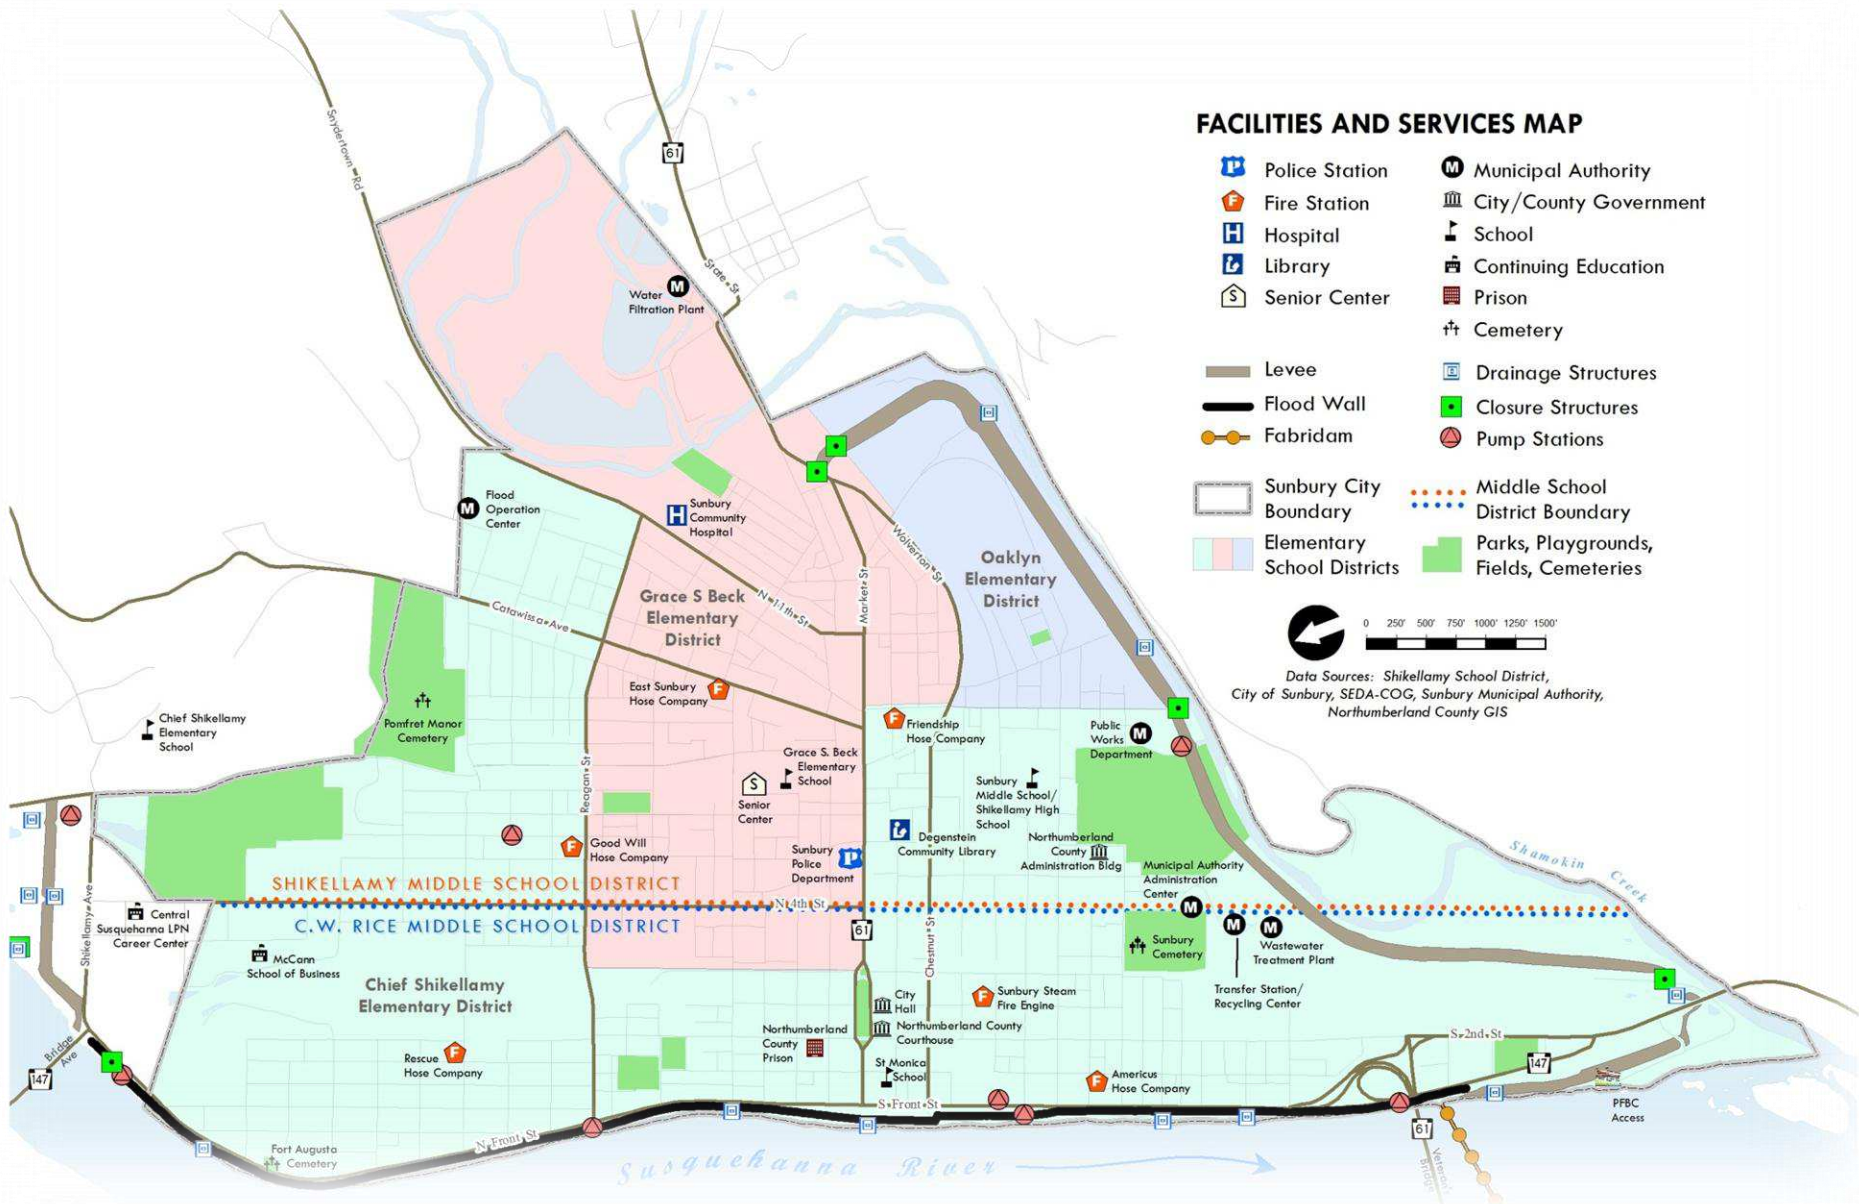 FACILITIES AND SERVICES MAP
Police Station
Fire Station
Hospital
Library
Senior Center
Municipal Authority
City/County Government
School
Continuing Education
Prison
Cemetery
Levee
Flood Wall
Fabridam
Drainage Structures
Closure Structures
Pump Stations
Sunbury City
Boundary
Elementary
School Districts
Middle School
District Boundary
Parks, Playgrounds,
Fields, Cemeteries
0 250' 500' 750' 1000' 1250' 1500'
Data Sources: Shikellamy School District,
City of Sunbury, SEDA-COG, Sunbury Municipal Authority,
Northumberland County GIS
Snydertown Rd
61
State St
Water
Filtration Plant
M
Flood
Operation
Center
M
H
Sunbury
Community
Hospital
Wolverton St
Market St
N 11th St
Oaklyn
Elementary
District
Grace S Beck
Elementary
District
Catawissa Ave
East Sunbury
Hose Company
F
Pomfret Manor
Cemetery
Chief Shikellamy
Elementary
School
Reagan St
F
Friendship
Hose Company
Public
Works
Department
M
Grace S. Beck
Elementary
School
S
Senior
Center
Sunbury
Middle School/
Shikellamy High
School
F
Good Will
Hose Company
Sunbury
Police
Department
Degenstein
Community Library
Northumberland
County
Administration Bldg
Municipal Authority
Administration
Center
M
Shamokin
Creek
SHIKELLAMY MIDDLE SCHOOL DISTRICT
N 4th St
C.W. RICE MIDDLE SCHOOL DISTRICT
Shikellamy Ave
Central
Susquehanna LPN
Career Center
McCann
School of Business
61
Chestnut St
Sunbury
Cemetery
M
M
Wastewater
Treatment Plant
Transfer Station/
Recycling Center
Chief Shikellamy
Elementary District
City
Hall
Northumberland County
Courthouse
F
Sunbury Steam
Fire Engine
Northumberland
County
Prison
St Monica
School
Rescue
Hose Company
F
F
Americus
Hose Company
S 2nd St
147
Bridge
Ave
147
S Front St
N Front St
Fort Augusta
Cemetery
Susquehanna River
61
Veteran's
Bridge
PFBC
Access